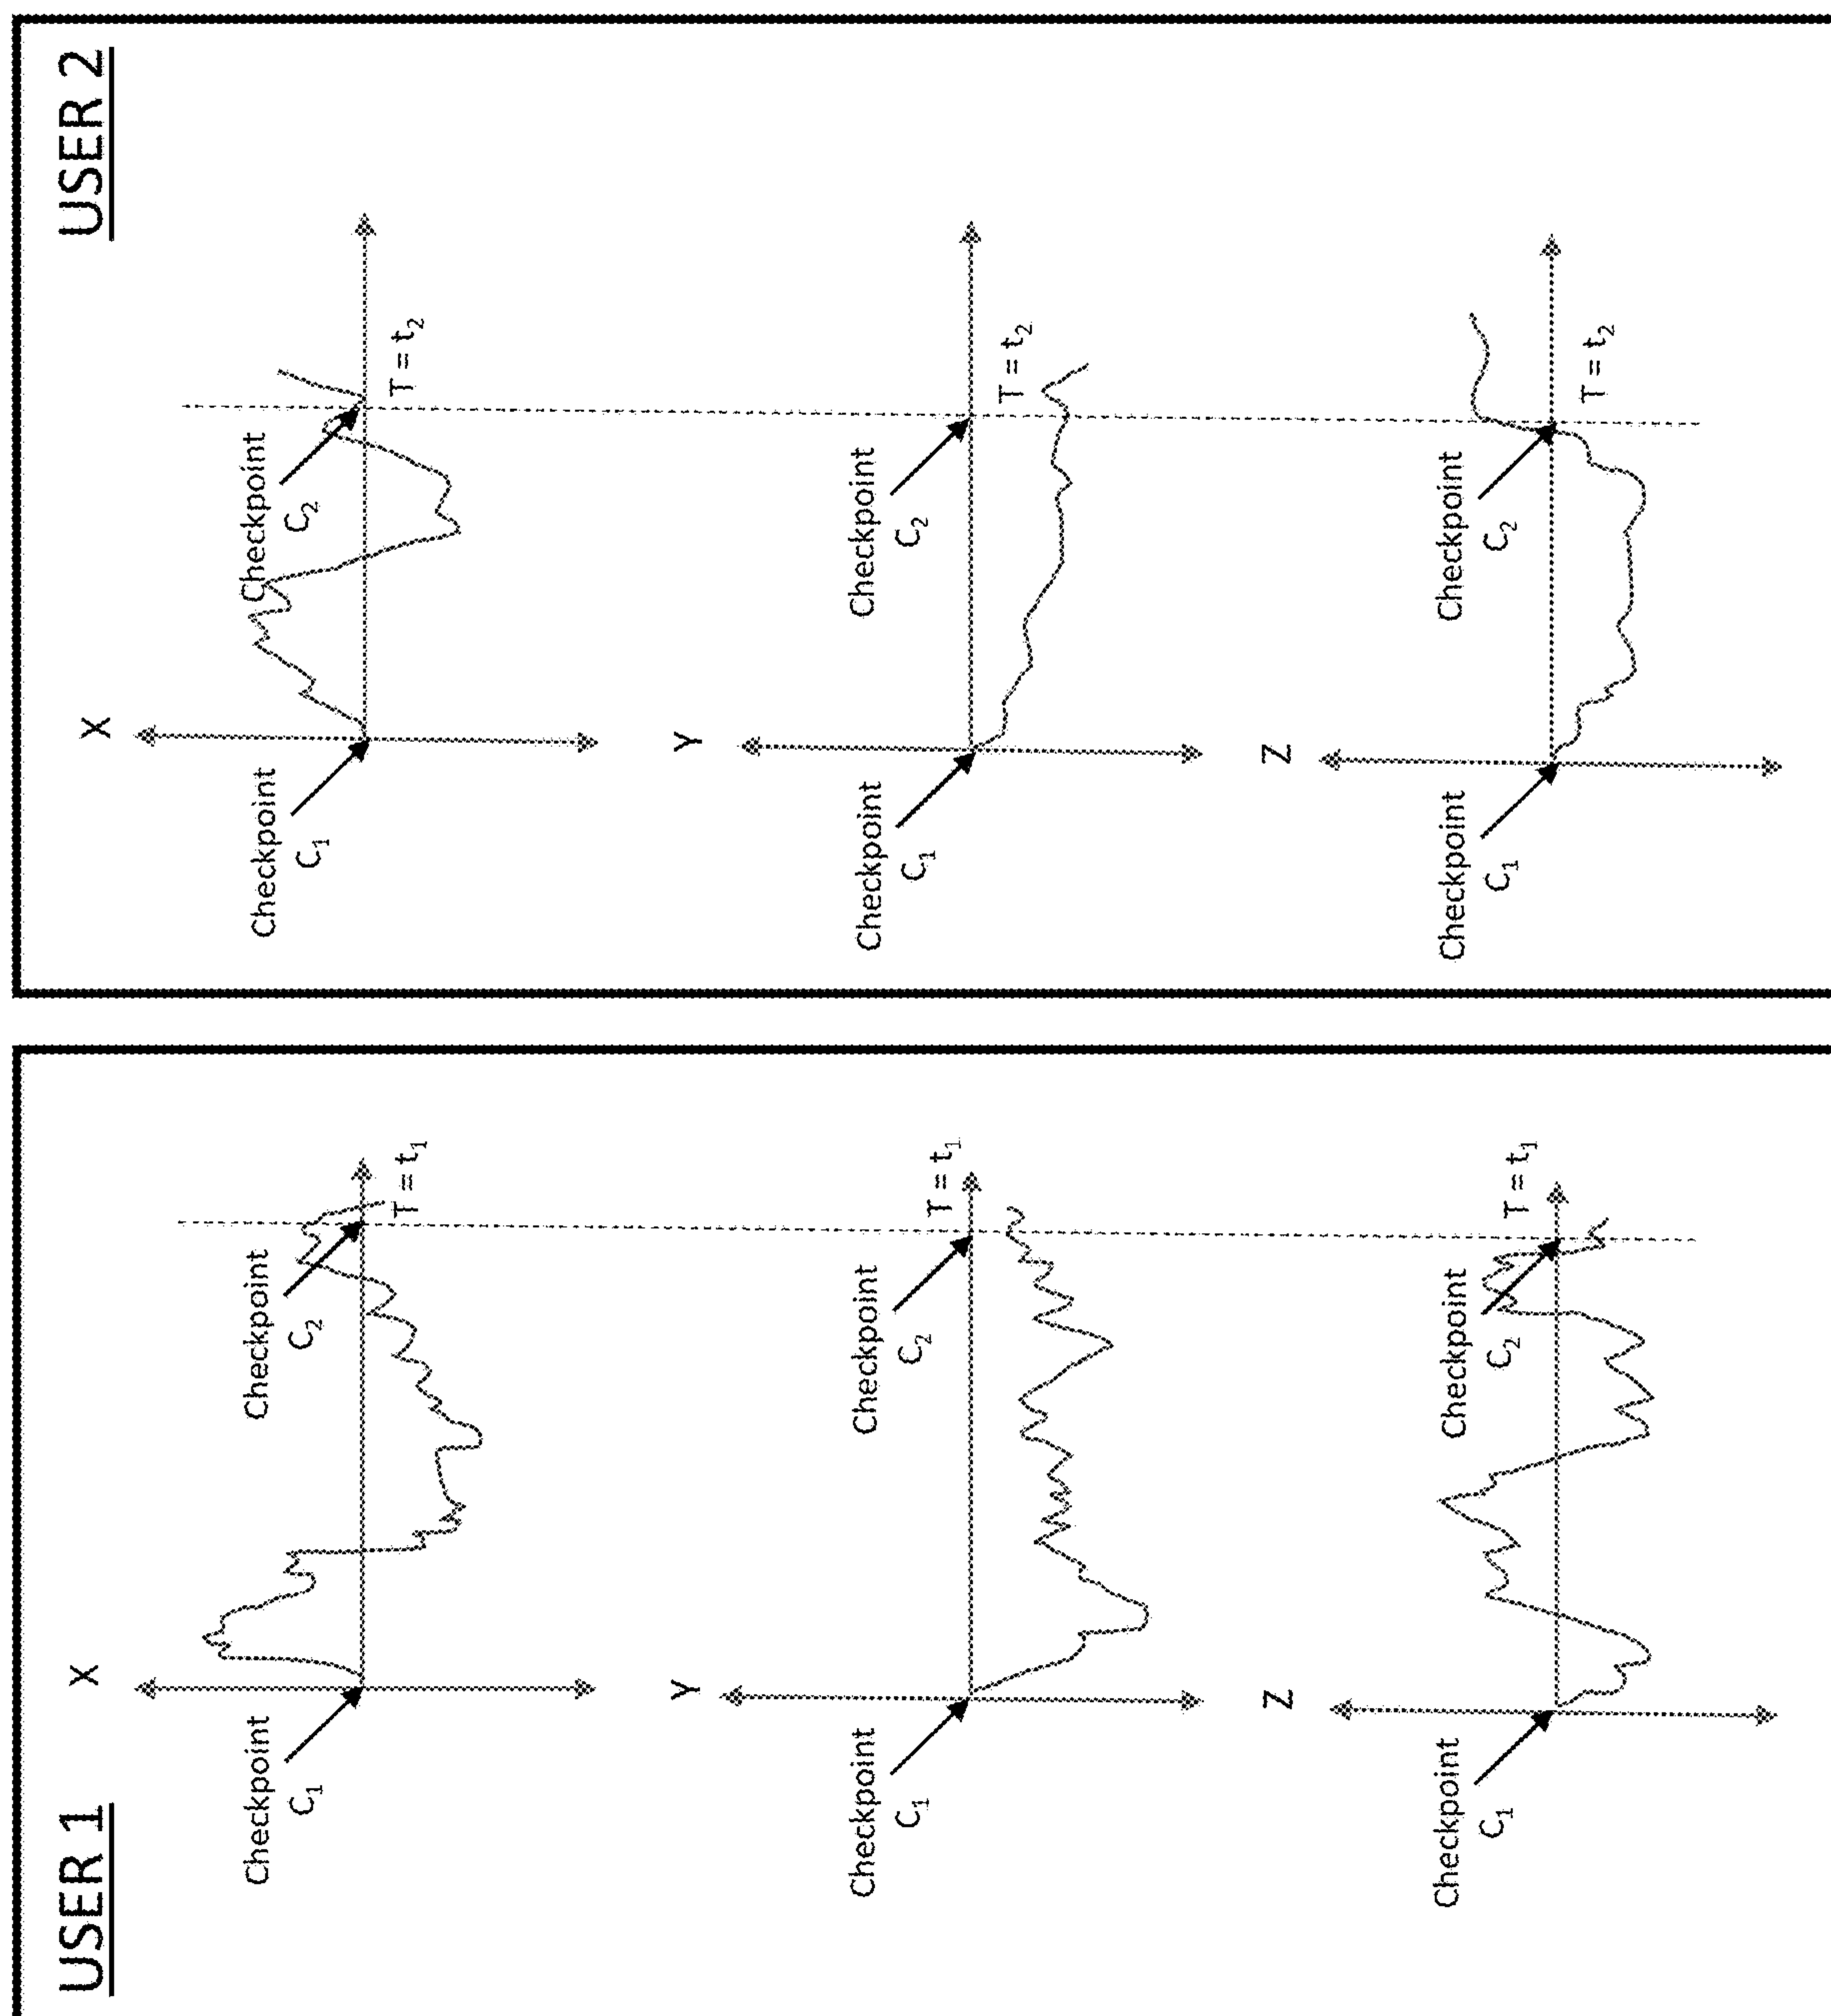 USER 1
X
Checkpoint
C₁
Checkpoint
C₂
T = t₁
Y
Checkpoint
C₁
Checkpoint
C₂
T = t₁
Z
Checkpoint
C₁
Checkpoint
C₂
T = t₁
USER 2
X
Checkpoint
C₁
Checkpoint
C₂
T = t₂
Y
Checkpoint
C₁
Checkpoint
C₂
T = t₂
Z
Checkpoint
C₁
Checkpoint
C₂
T = t₂